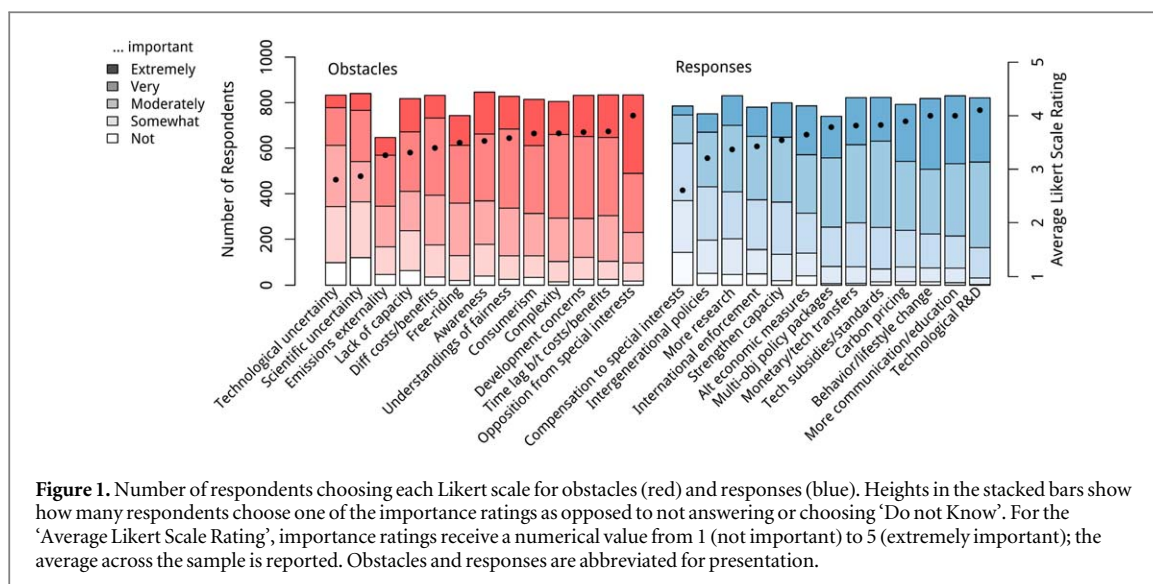 ... important
Extremely
Very
Moderately
Somewhat
Not
Number of Respondents
1000
800
600
400
200
0
Obstacles
Technological uncertainty
Scientific uncertainty
Emissions externality
Lack of capacity
Diff costs/benefits
Free-riding
Awareness
Understandings of fairness
Consumerism
Complexity
Development concerns
Time lag b/t costs/benefits
Opposition from special interests
Responses
Compensation to special interests
Intergenerational policies
More research
International enforcement
Strengthen capacity
Alt economic measures
Multi-obj policy packages
Monetary/tech transfers
Tech subsidies/standards
Carbon pricing
Behavior/lifestyle change
More communication/education
Technological R&D
5
4
3
2
1
Average Likert Scale Rating
Figure 1. Number of respondents choosing each Likert scale for obstacles (red) and responses (blue). Heights in the stacked bars show
how many respondents choose one of the importance ratings as opposed to not answering or choosing ‘Do not Know’. For the
‘Average Likert Scale Rating’, importance ratings receive a numerical value from 1 (not important) to 5 (extremely important); the
average across the sample is reported. Obstacles and responses are abbreviated for presentation.